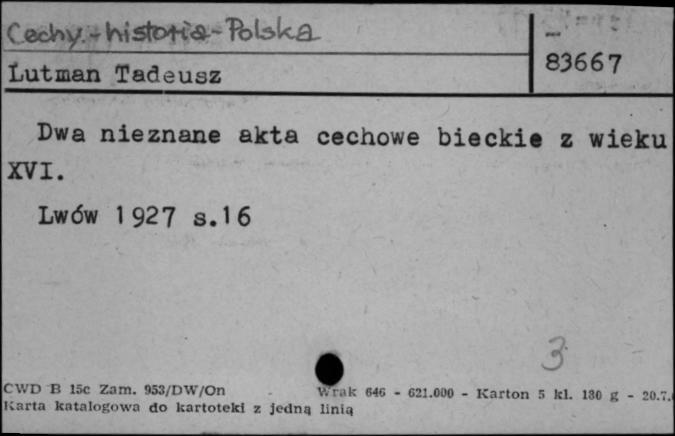 Cechy - historia - Polska
Lutman Tadeusz
83667
Dwa nieznane akta cechowe bieckie z wieku
XVI.
Lwów 1927 s.16
3
CWD B 15c Zam. 953/DW/On Wrak 646 - 621.000 - Karton 5 kl. 180 g - 20.7.
Karta katalogowa do kartoteki z jedną linią